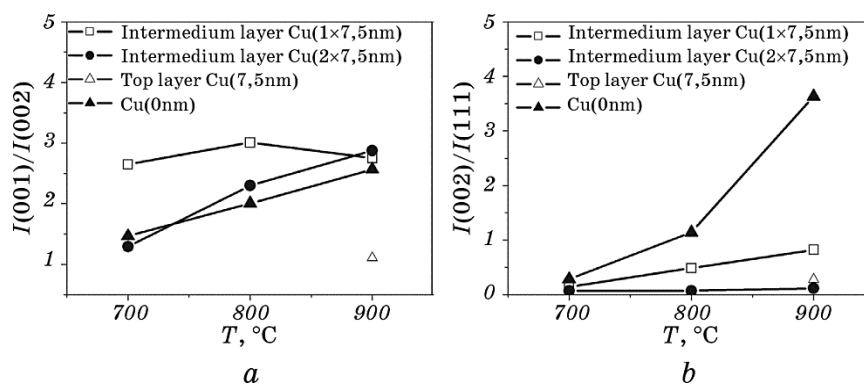 I(001)/I(002)
5
4
3
2
1
Intermedium layer Cu(1×7,5nm)
Intermedium layer Cu(2×7,5nm)
Top layer Cu(7,5nm)
Cu(0nm)
700 800 900
T, °C
a
I(002)/I(111)
5
4
3
2
1
0
Intermedium layer Cu(1×7,5nm)
Intermedium layer Cu(2×7,5nm)
Top layer Cu(7,5nm)
Cu(0nm)
700 800 900
T, °C
b